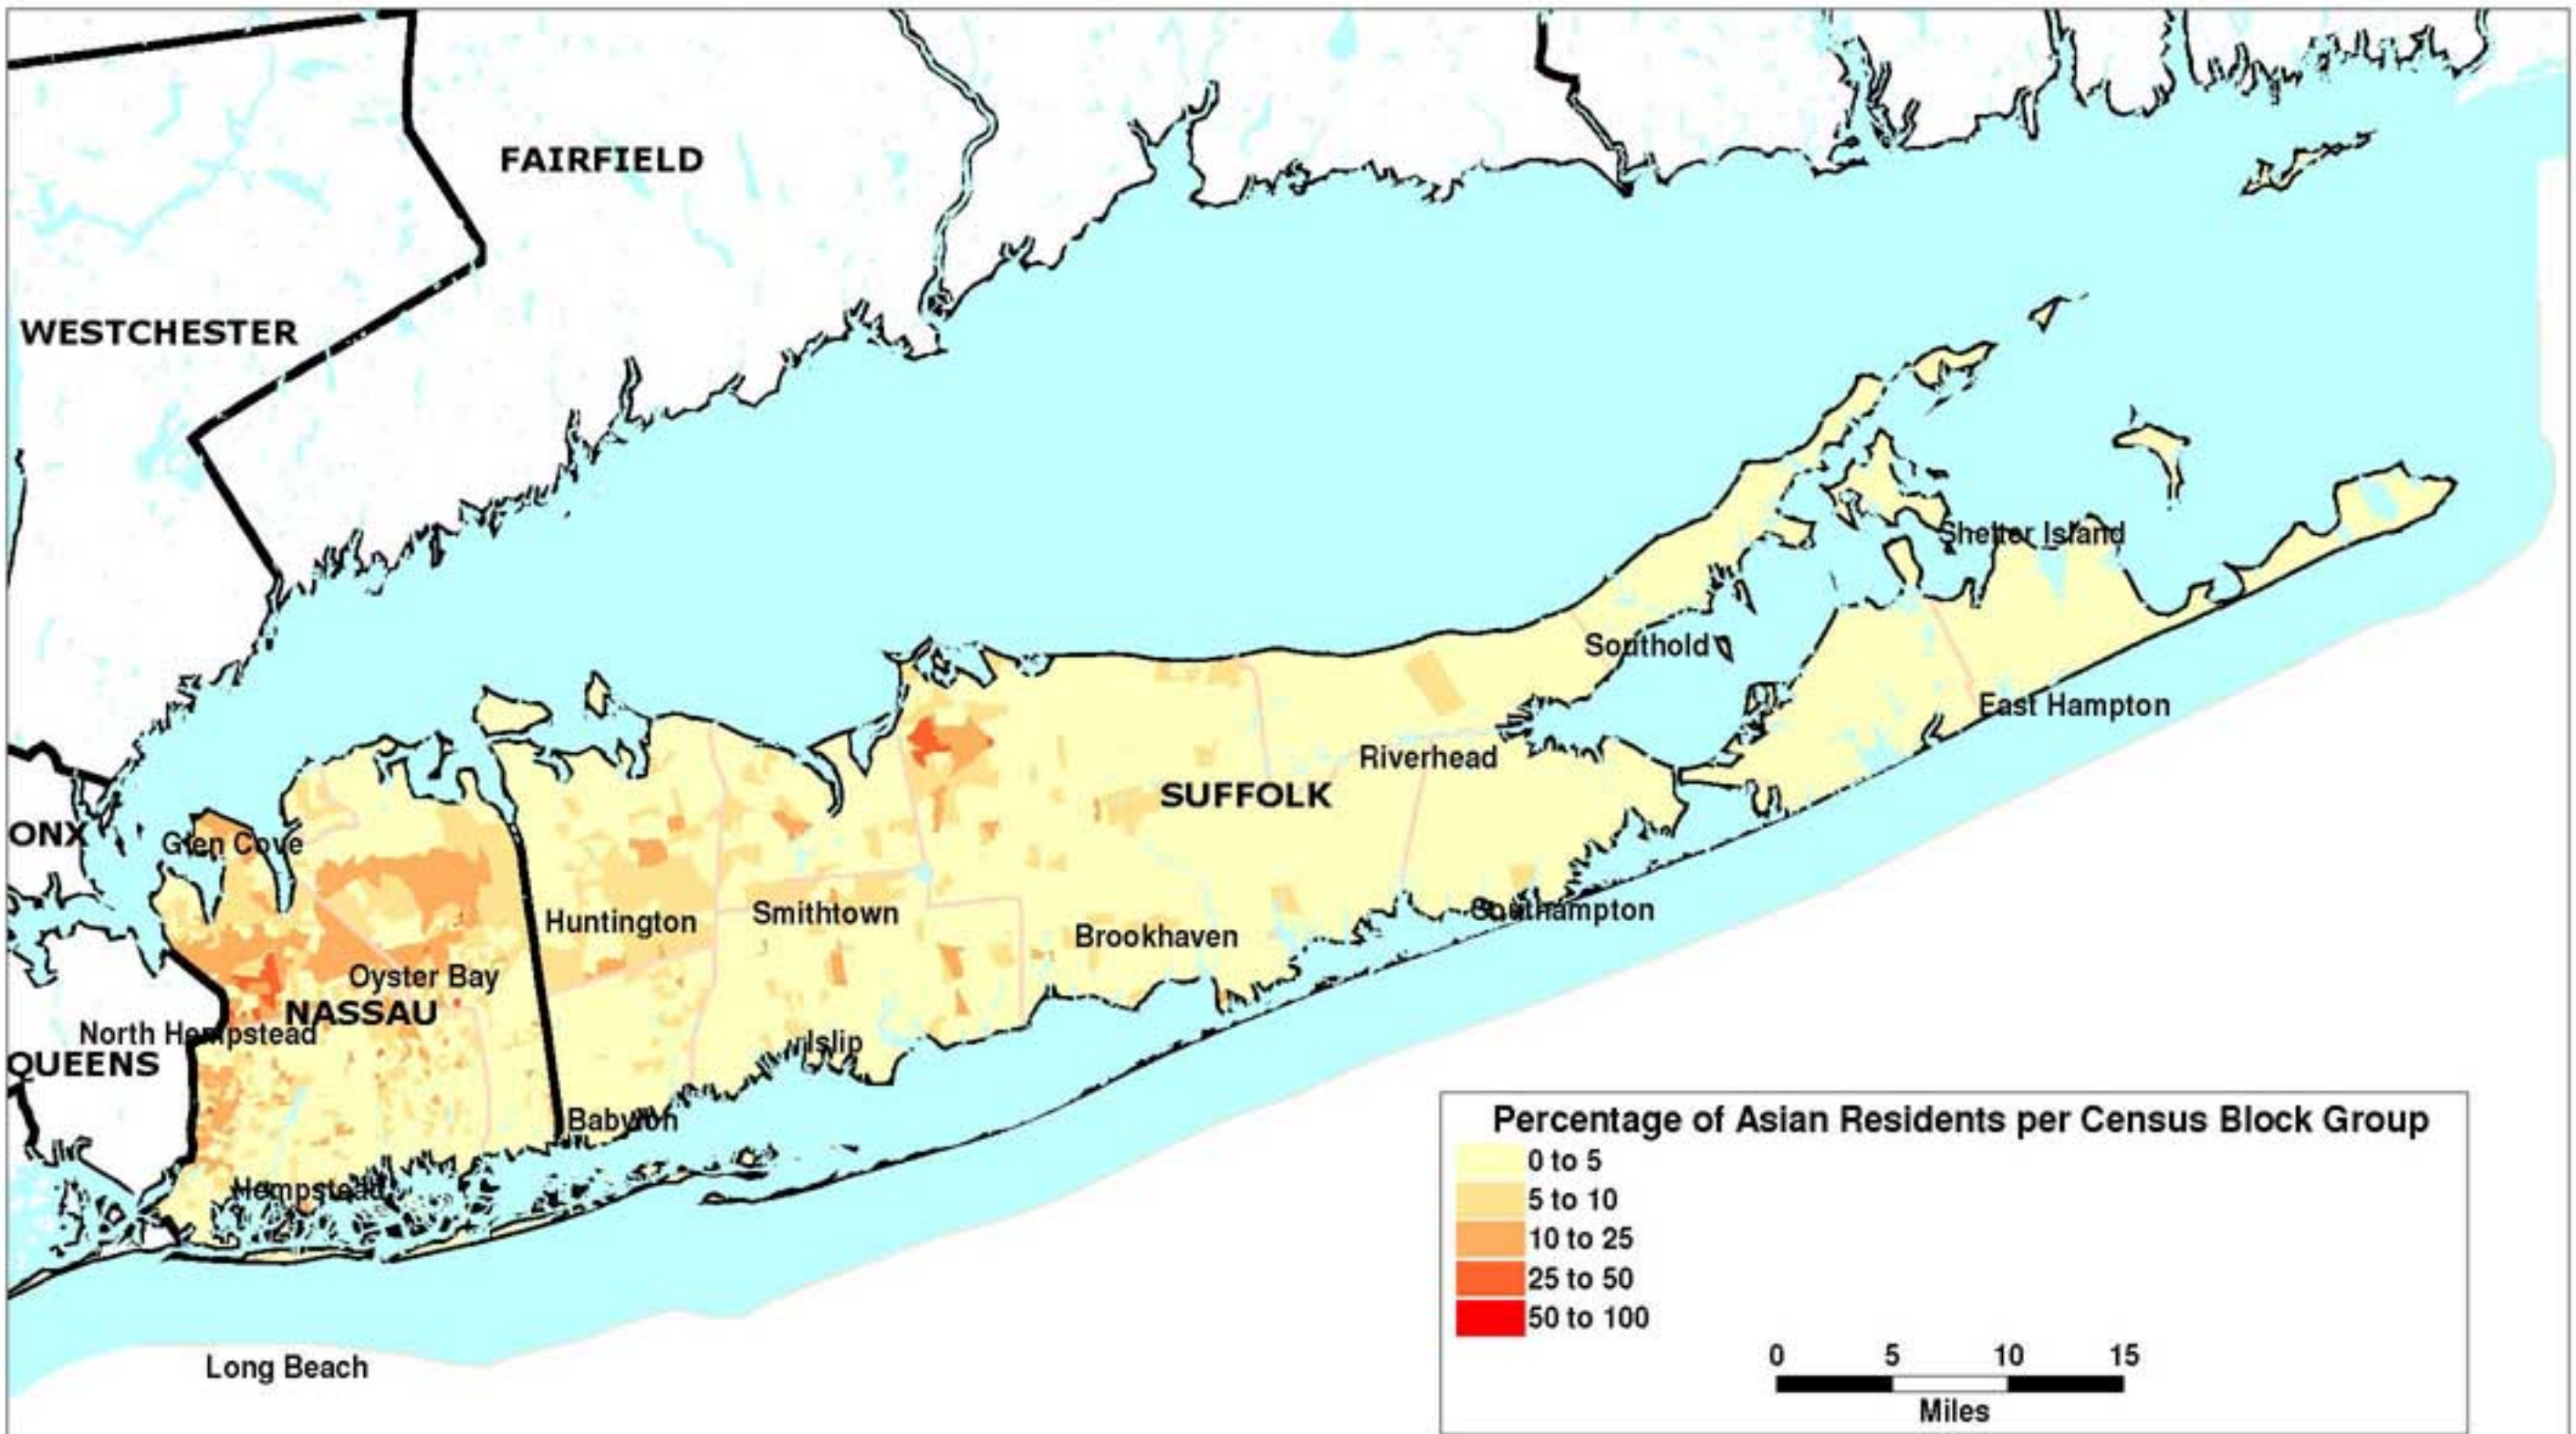 FAIRFIELD
WESTCHESTER
Shelter Island
Southold
East Hampton
Riverhead
SUFFOLK
ONX
Glen Cove
Huntington
Smithtown
Southampton
Brookhaven
Oyster Bay
NASSAU
North Hempstead
Islip
QUEENS
Babylon
Hempstead
Long Beach
Percentage of Asian Residents per Census Block Group
0 to 5
5 to 10
10 to 25
25 to 50
50 to 100
0 5 10 15
Miles